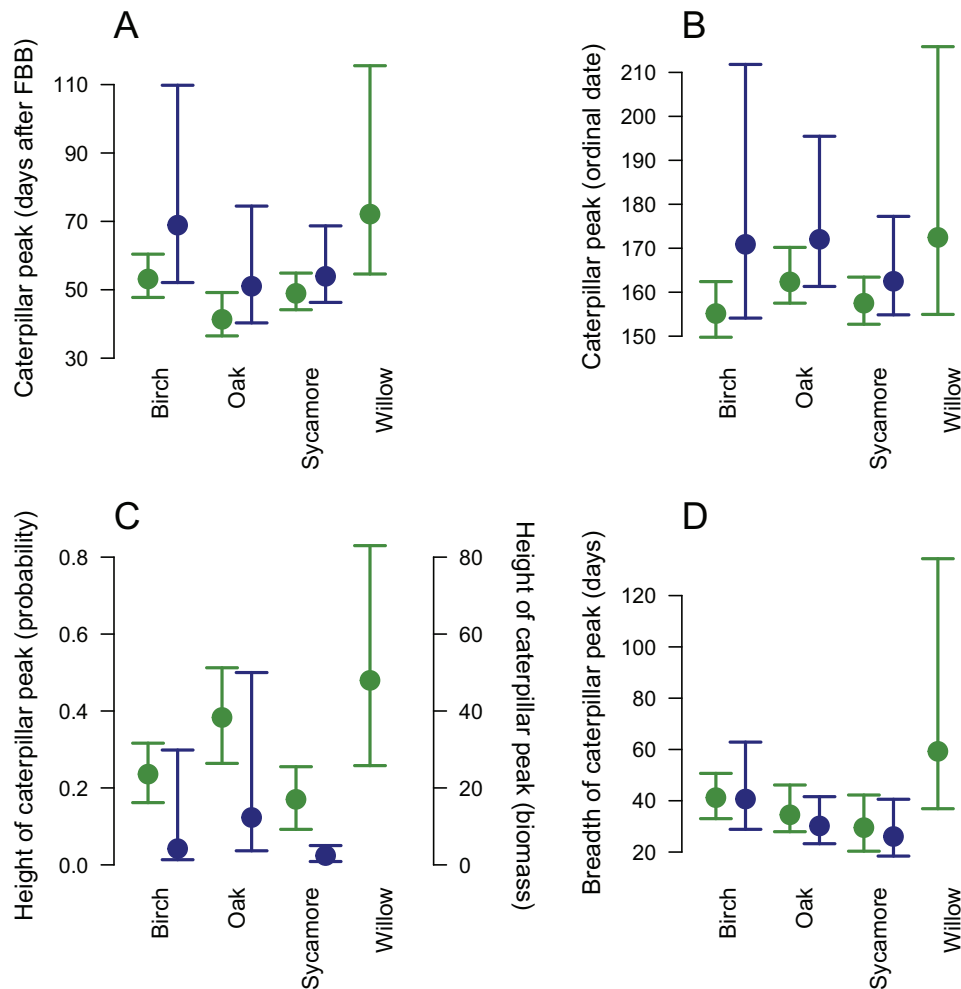 A
Caterpillar peak (days after FBB)
110
90
70
50
30
Birch
Oak
Sycamore
Willow
B
Caterpillar peak (ordinal date)
210
200
190
180
170
160
150
Birch
Oak
Sycamore
Willow
C
Height of caterpillar peak (probability)
0.8
0.6
0.4
0.2
0.0
Birch
Oak
Sycamore
Willow
80
60
40
20
0
Height of caterpillar peak (biomass)
D
Breadth of caterpillar peak (days)
120
100
80
60
40
20
Birch
Oak
Sycamore
Willow